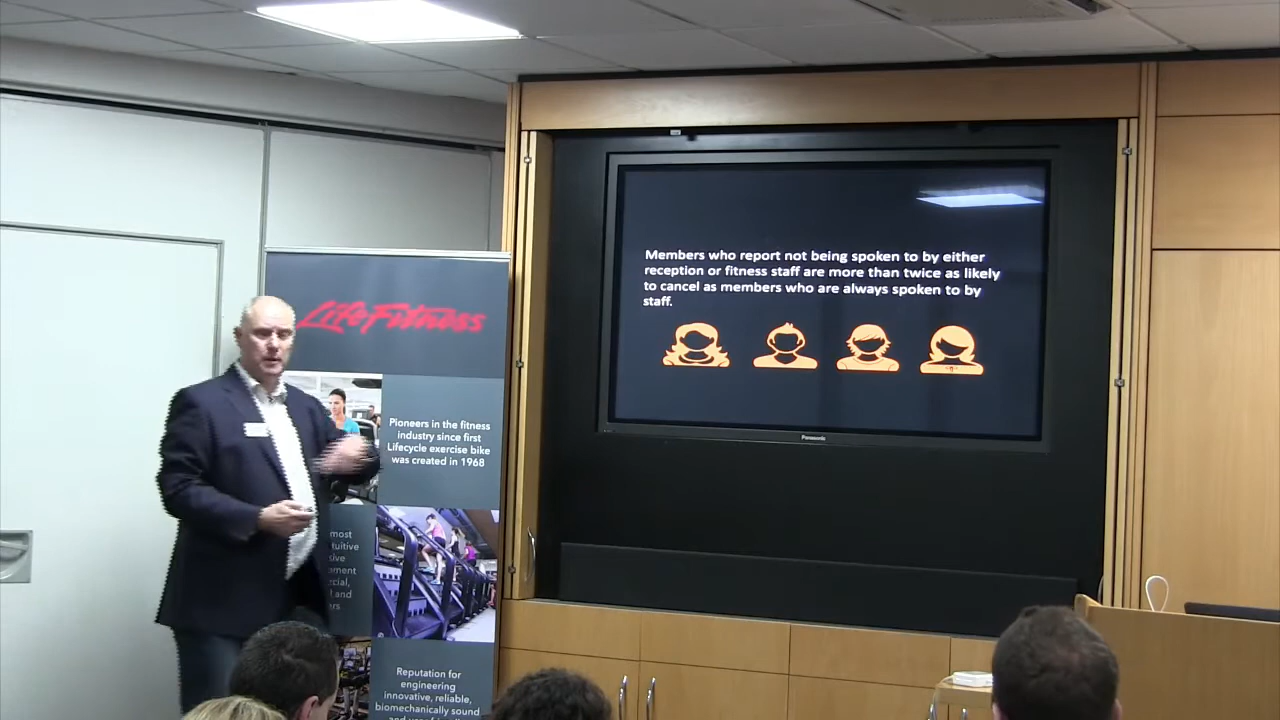 Members who report not being spoken to by either
reception or fitness staff are more than twice as likely
to cancel as members who are always spoken to by
staff.
Panasonic
LifeFitness
Pioneers in the fitness
industry since first
Lifecycle exercise bike
was created in 1968
most
Reputation for
engineering
innovative, reliable,
biomechanically sound